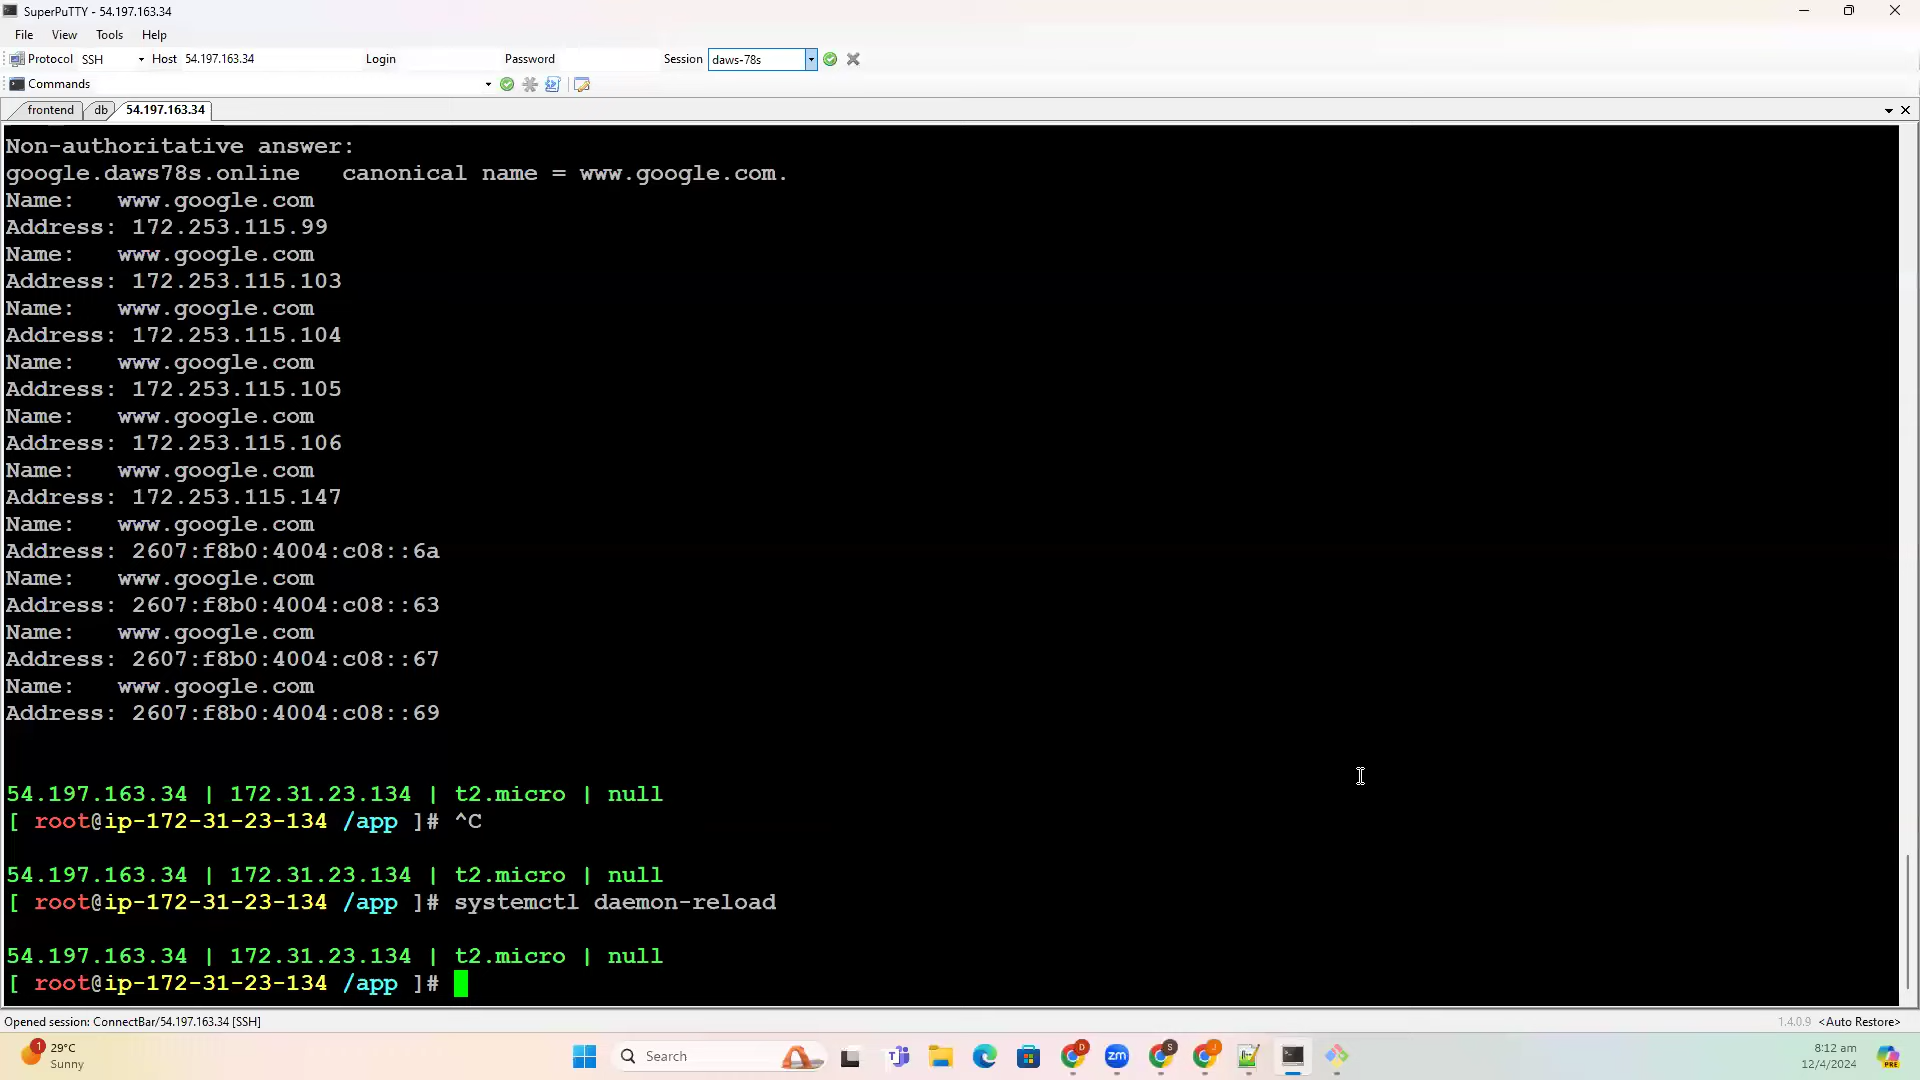 SuperPuTTY - 54.197.163.34
File View Tools Help
Protocol SSH Host 54.197.163.34 Login Password Session daws-78s
Commands
frontend db 54.197.163.34
Non-authoritative answer:
google.daws78s.online canonical name = www.google.com.
Name: www.google.com
Address: 172.253.115.99
Name: www.google.com
Address: 172.253.115.103
Name: www.google.com
Address: 172.253.115.104
Name: www.google.com
Address: 172.253.115.105
Name: www.google.com
Address: 172.253.115.106
Name: www.google.com
Address: 172.253.115.147
Name: www.google.com
Address: 2607:f8b0:4004:c08::6a
Name: www.google.com
Address: 2607:f8b0:4004:c08::63
Name: www.google.com
Address: 2607:f8b0:4004:c08::67
Name: www.google.com
Address: 2607:f8b0:4004:c08::69
54.197.163.34 | 172.31.23.134 | t2.micro | null
[ root@ip-172-31-23-134 /app ]# ^C
54.197.163.34 | 172.31.23.134 | t2.micro | null
[ root@ip-172-31-23-134 /app ]# systemctl daemon-reload
54.197.163.34 | 172.31.23.134 | t2.micro | null
[ root@ip-172-31-23-134 /app ]#
Opened session: ConnectBar/54.197.163.34 [SSH] 1.4.0.9 <Auto Restore>
1 29°C Search D zm S J 8:12 am
Sunny 12/4/2024 PRE